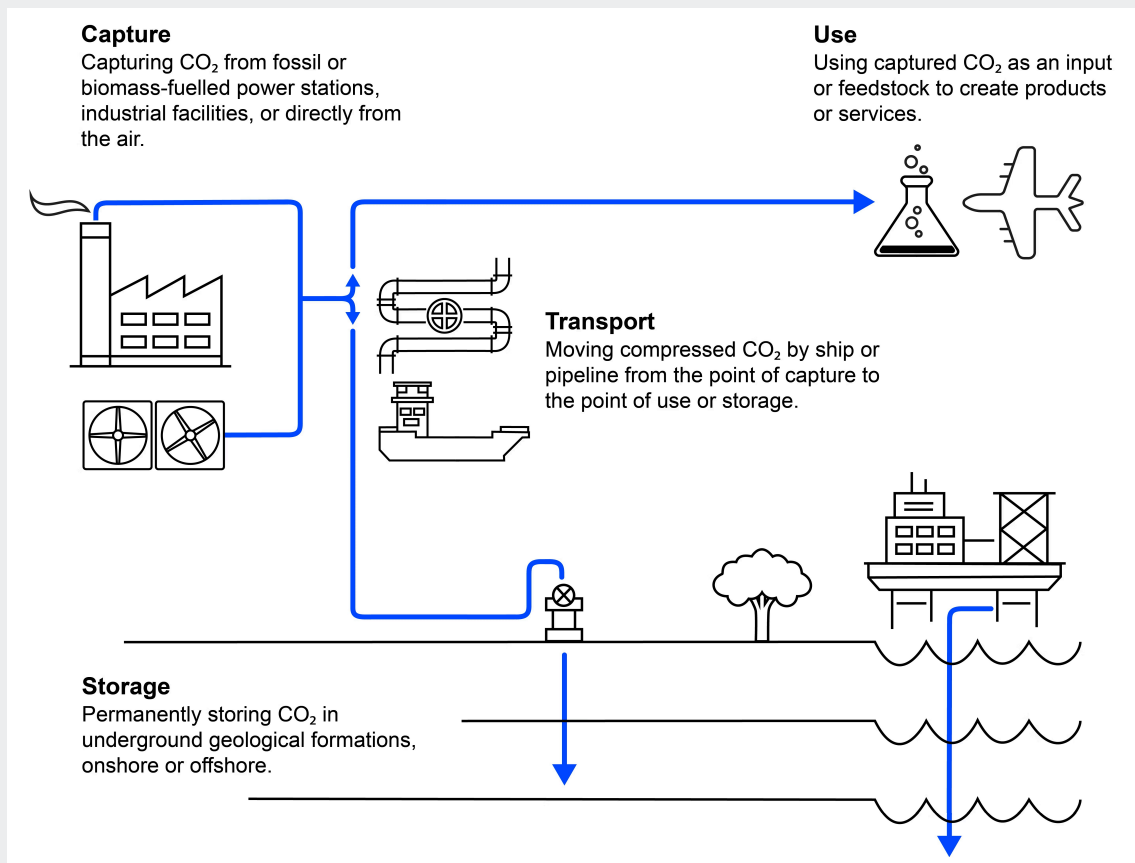 Capture
Capturing CO₂ from fossil or
biomass-fuelled power stations,
industrial facilities, or directly from
the air.
Use
Using captured CO₂ as an input
or feedstock to create products
or services.
Transport
Moving compressed CO₂ by ship or
pipeline from the point of capture to
the point of use or storage.
Storage
Permanently storing CO₂ in
underground geological formations,
onshore or offshore.